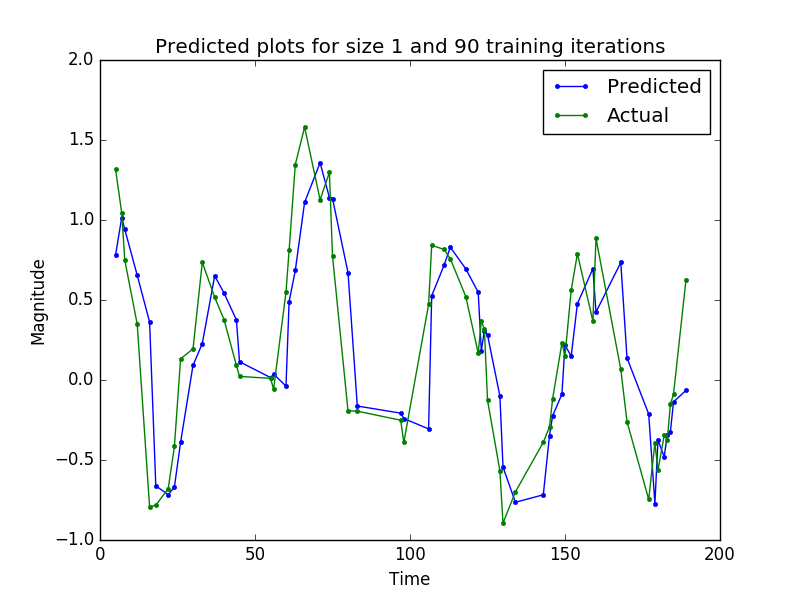 Predicted plots for size 1 and 90 training iterations
2.0
1.5
1.0
0.5
0.0
−0.5
−1.0
Magnitude
Predicted
Actual
0
50
100
150
200
Time